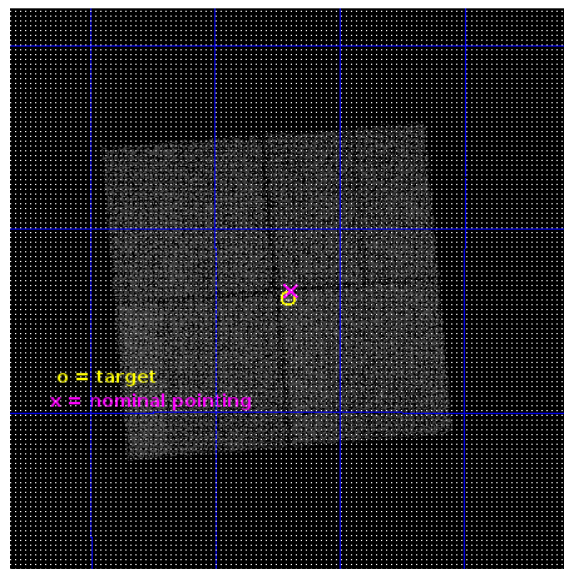 o = target
x = nominal pointing